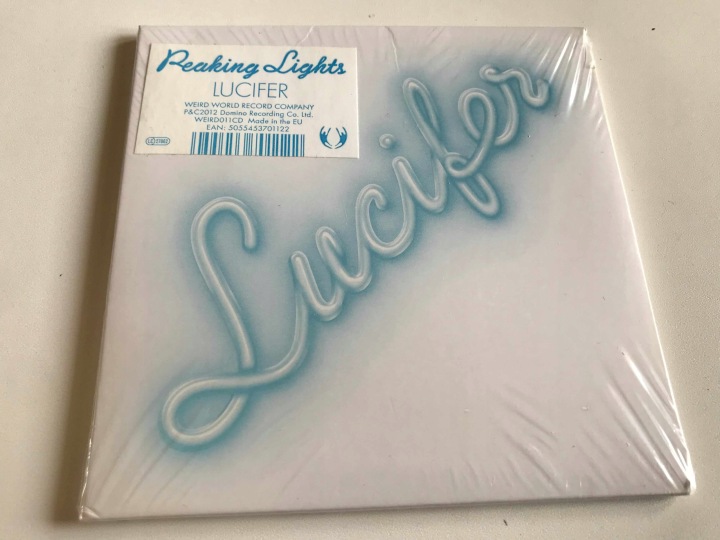 Peaking Lights
LUCIFER
WEIRD WORLD RECORD COMPANY
P&C2012 Domino Recording Co. Ltd.
WEIRD011CD Made in the EU
EAN: 5055453701122
Lucifer